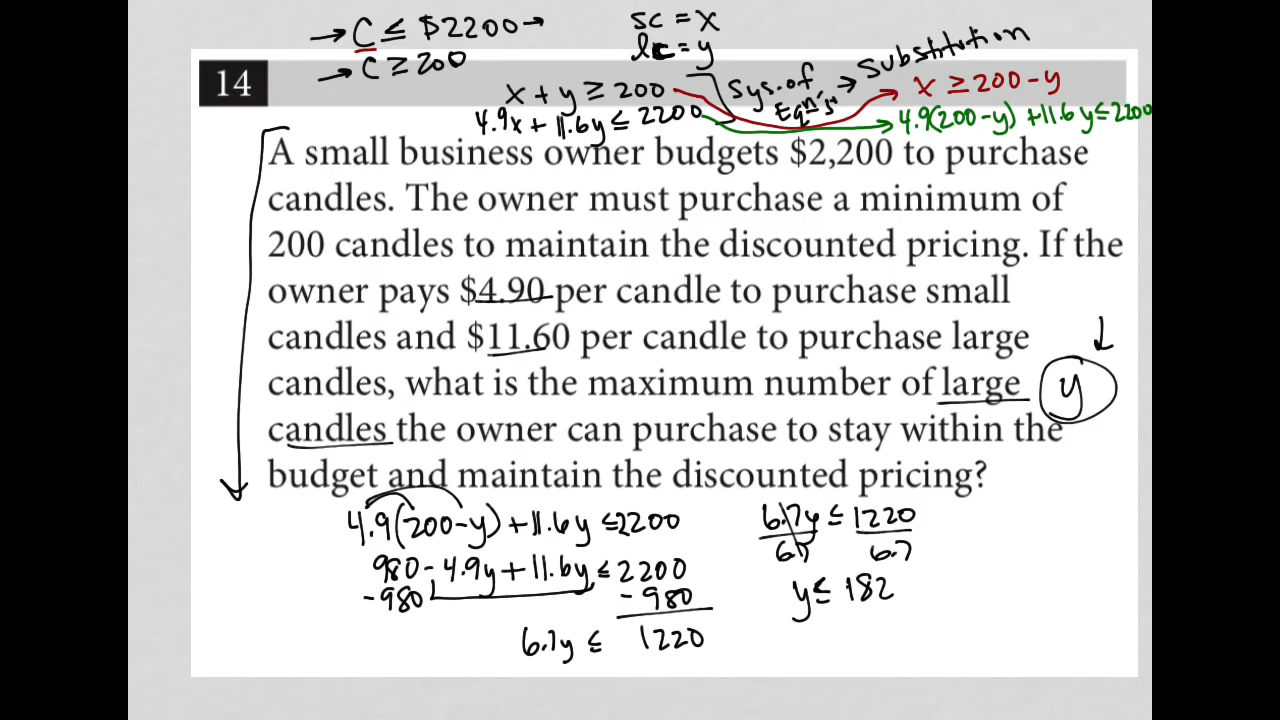 → C ≤ $2200 →
→ C ≥ 200
sc = x
lc = y
14
x + y ≥ 200
4.9x + 11.6y ≤ 2200
Sys. of
Eqn's
→ Substitution
x ≥ 200 - y
4.9(200-y) + 11.6y ≤ 2200
A small business owner budgets $2,200 to purchase
candles. The owner must purchase a minimum of
200 candles to maintain the discounted pricing. If the
owner pays $4.90 per candle to purchase small
candles and $11.60 per candle to purchase large
candles, what is the maximum number of large
candles the owner can purchase to stay within the
budget and maintain the discounted pricing?
y
4.9(200-y) + 11.6y ≤ 2200
980 - 4.9y + 11.6y ≤ 2200
-980 - 980
6.7y ≤ 1220
6.7y ≤ 1220
6.7 6.7
y ≤ 182